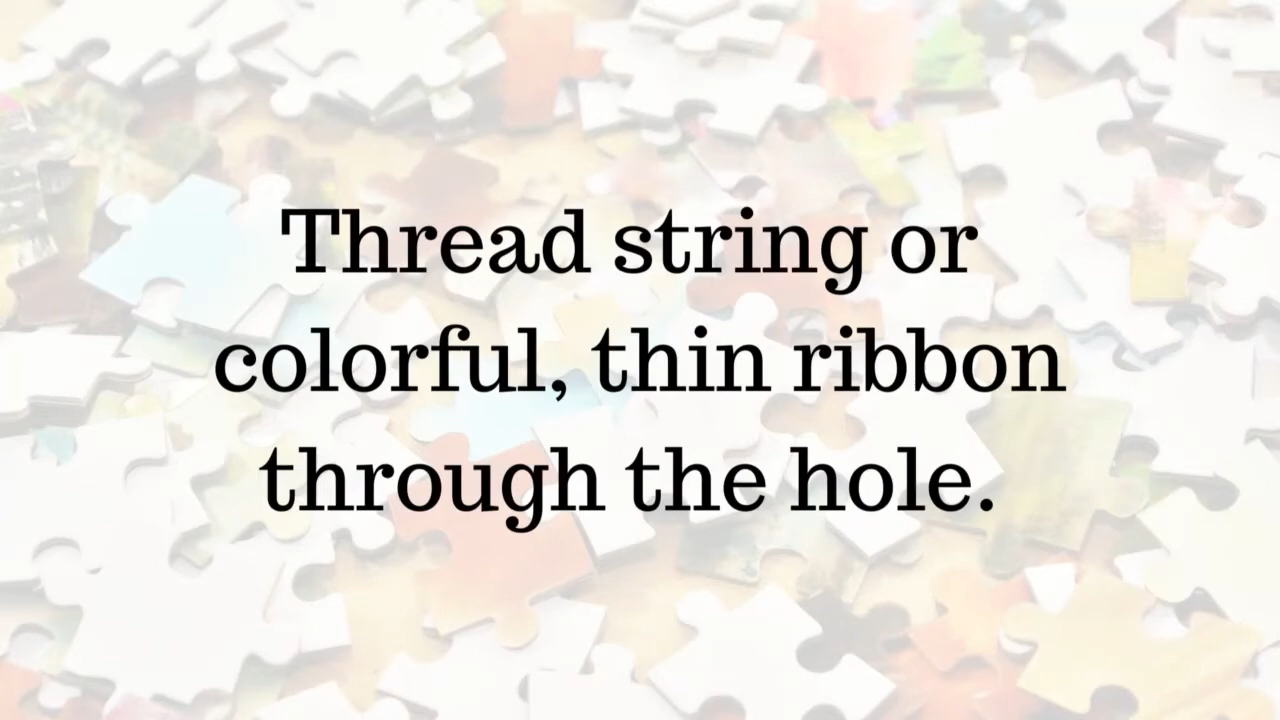 Thread string or
colorful, thin ribbon
through the hole.